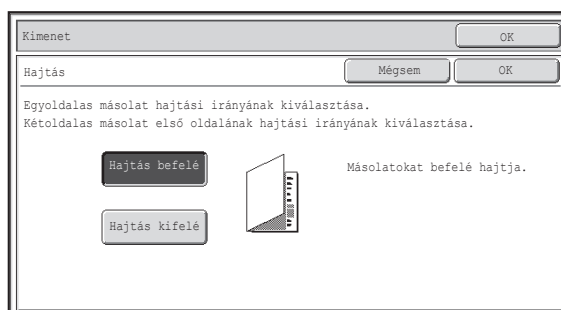 Kimenet
OK
Hajtás
Mégsem
OK
Egyoldalas másolat hajtási irányának kiválasztása.
Kétoldalas másolat első oldalának hajtási irányának kiválasztása.
Hajtás befelé
Másolatokat befelé hajtja.
Hajtás kifelé